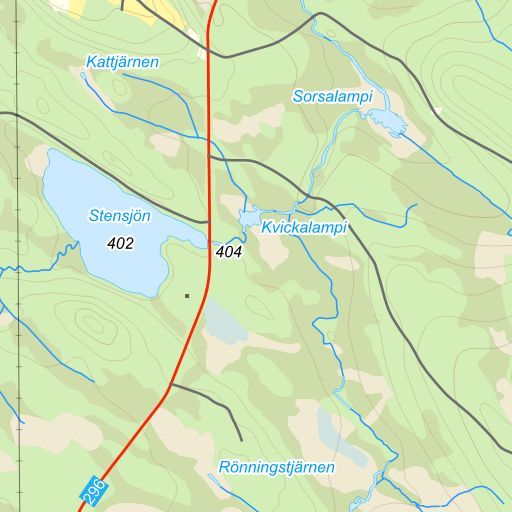 Kattjärnen
Sorsalampi
Stensjön
402
Kvickalampi
404
Rönningstjärnen
296